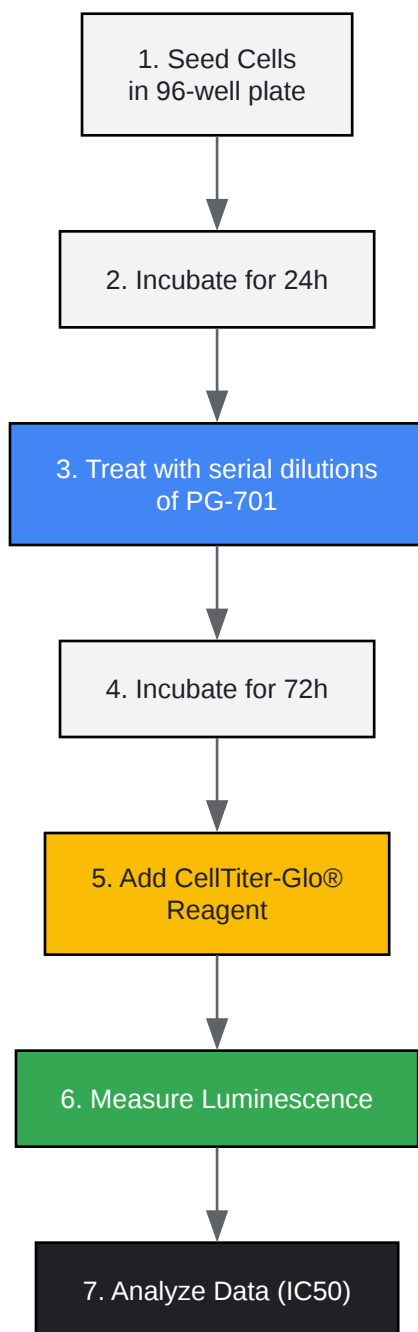 1. Seed Cells
in 96-well plate
2. Incubate for 24h
3. Treat with serial dilutions
of PG-701
4. Incubate for 72h
5. Add CellTiter-Glo®
Reagent
6. Measure Luminescence
7. Analyze Data (IC50)